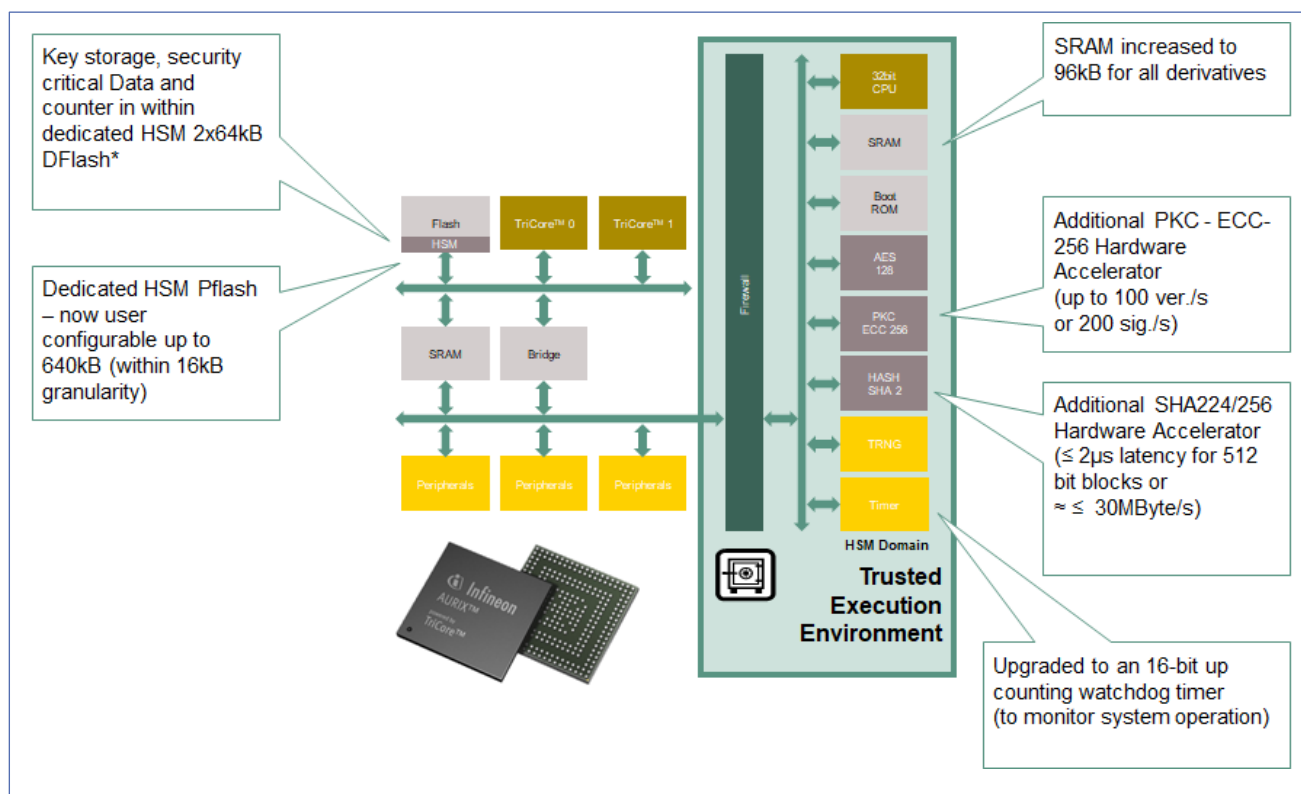 Key storage, security
critical Data and
counter in within
dedicated HSM 2x64kB
DFlash*
Dedicated HSM Pflash
– now user
configurable up to
640kB (within 16kB
granularity)
Flash
HSM
TriCore™ 0
TriCore™ 1
SRAM
Bridge
Peripherals
Peripherals
Peripherals
Infineon
AURIX™
powered by
TriCore™
Firewall
32bit
CPU
SRAM
Boot
ROM
AES
128
PKC
ECC 256
HASH
SHA 2
TRNG
Timer
HSM Domain
Trusted
Execution
Environment
SRAM increased to
96kB for all derivatives
Additional PKC - ECC-
256 Hardware
Accelerator
(up to 100 ver./s
or 200 sig./s)
Additional SHA224/256
Hardware Accelerator
(≤ 2µs latency for 512
bit blocks or
≈ ≤ 30MByte/s)
Upgraded to an 16-bit up
counting watchdog timer
(to monitor system operation)